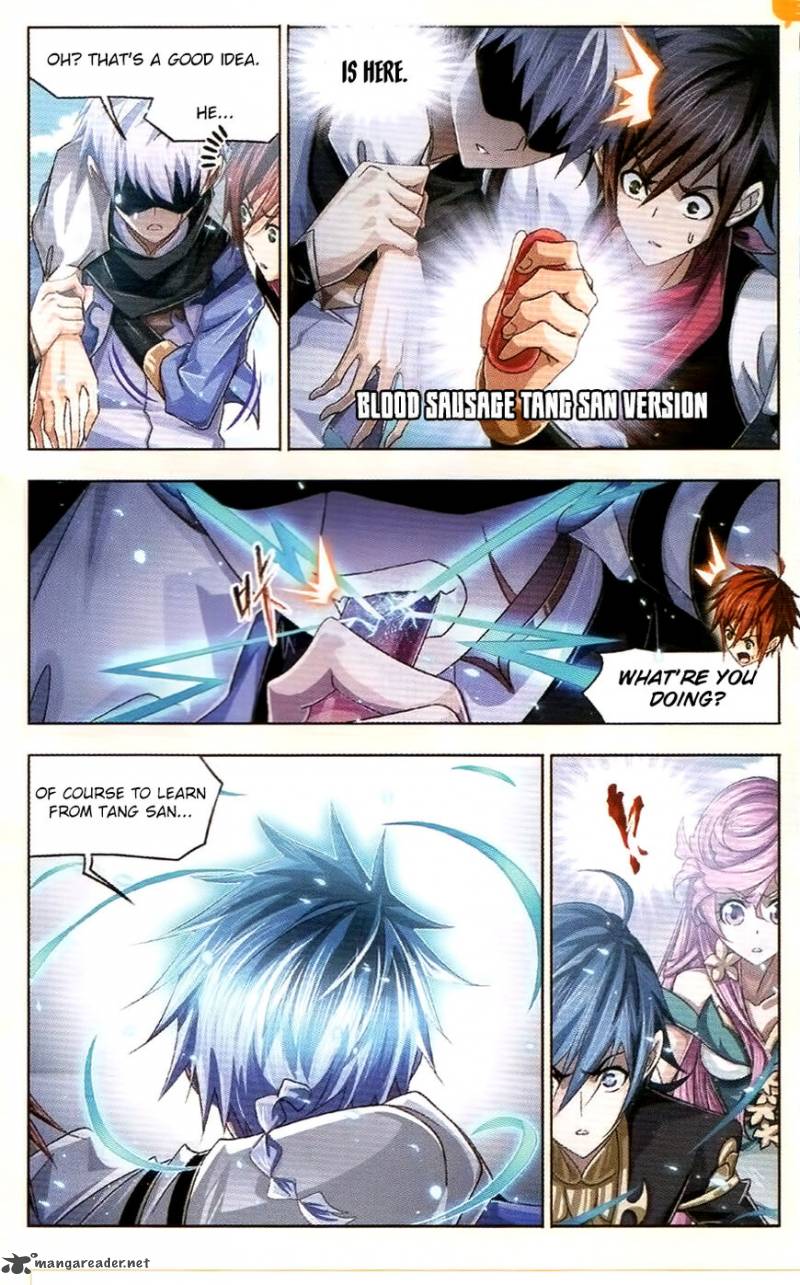 OH? THAT'S A GOOD IDEA.
HE...
IS HERE.
BLOOD SAUSAGE TANG SAN VERSION
咔
WHAT'RE YOU
DOING?
OF COURSE TO LEARN
FROM TANG SAN...
!!
mangareader.net